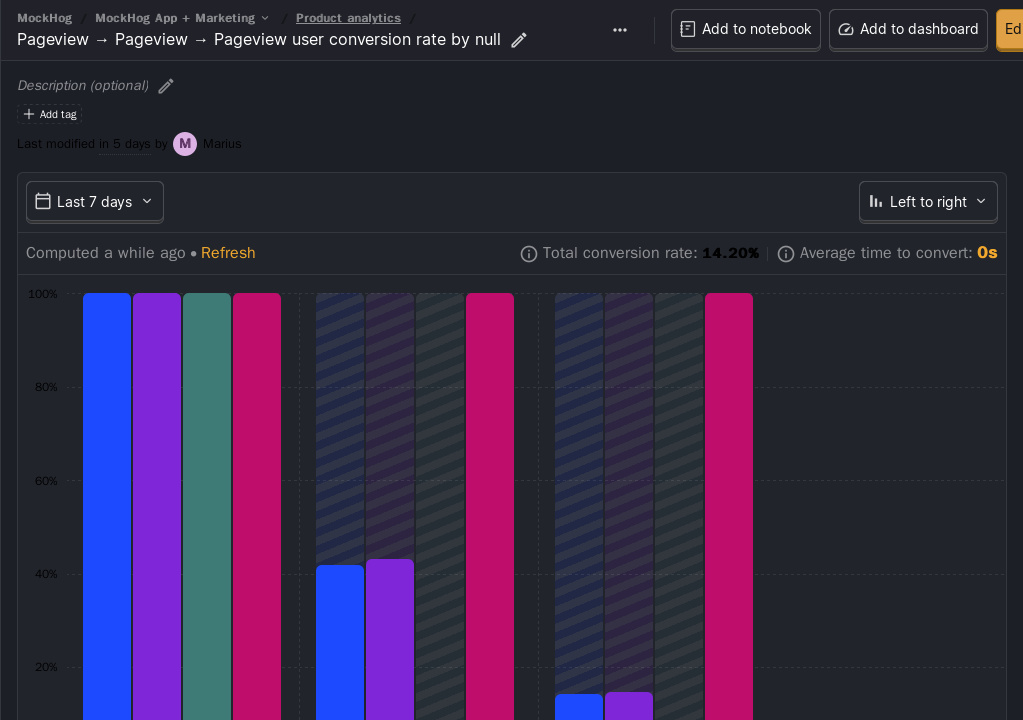 MockHog / MockHog App + Marketing / Product analytics /
Pageview → Pageview → Pageview user conversion rate by null
Add to notebook
Add to dashboard
Ed
Description (optional)
Add tag
Last modified in 5 days by M Marius
Last 7 days
Left to right
Computed a while ago • Refresh
Total conversion rate: 14.20%
Average time to convert: 0s
100%
80%
60%
40%
20%